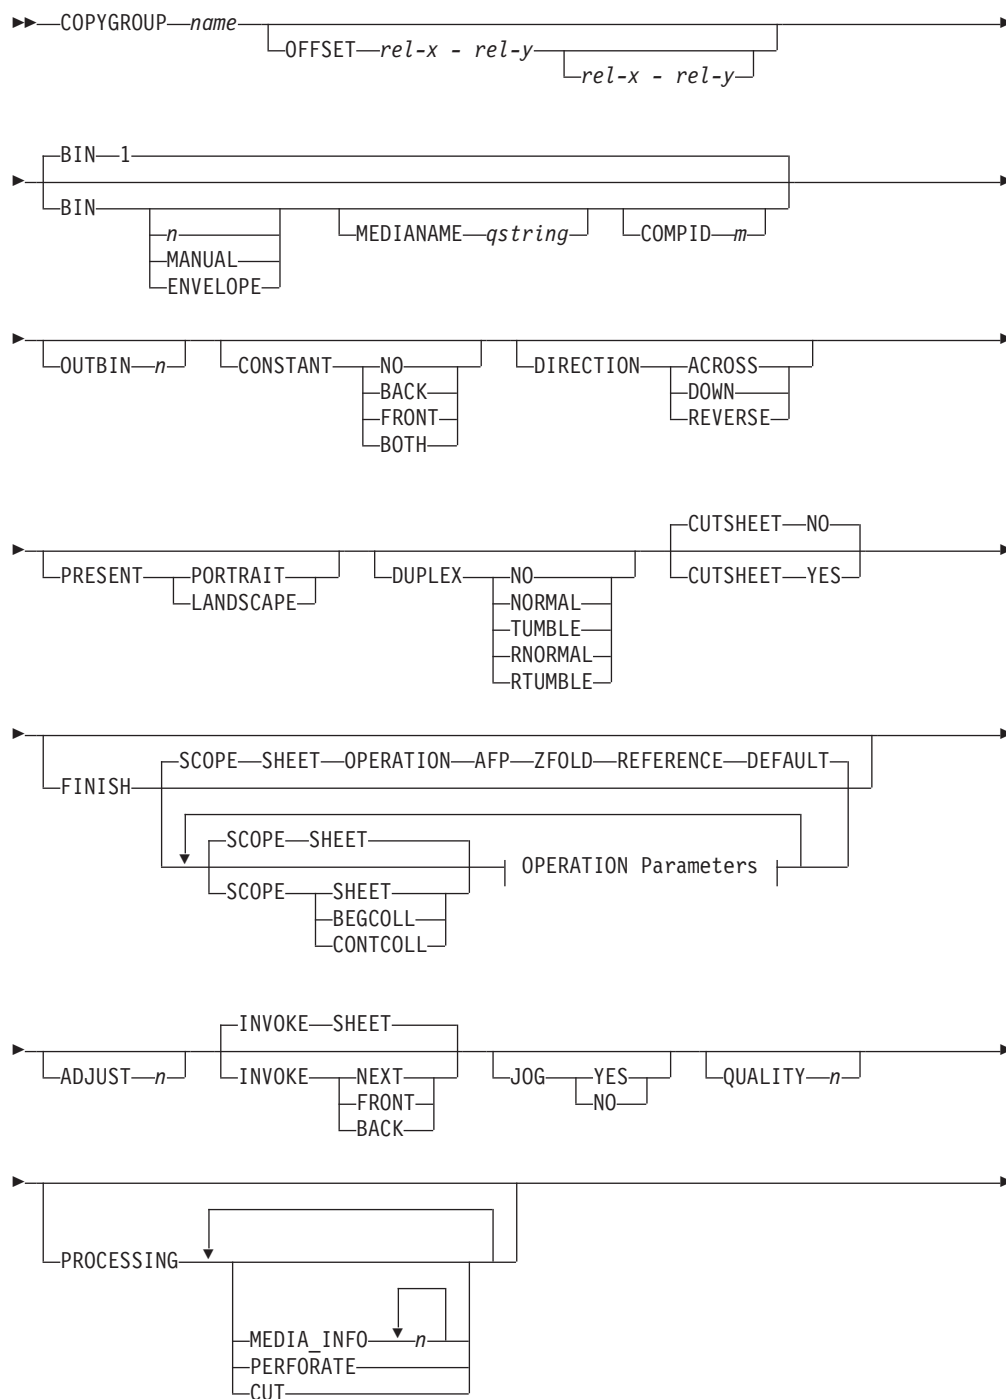 COPYGROUP name
OFFSET rel-x - rel-y
rel-x - rel-y
BIN 1
BIN
n MEDIANAME qstring COMPID m
MANUAL
ENVELOPE
OUTBIN n CONSTANT NO DIRECTION ACROSS
BACK DOWN
FRONT REVERSE
BOTH
CUTSHEET NO
PRESENT PORTRAIT DUPLEX NO CUTSHEET YES
LANDSCAPE NORMAL
TUMBLE
RNORMAL
RTUMBLE
SCOPE SHEET OPERATION AFP ZFOLD REFERENCE DEFAULT
FINISH
SCOPE SHEET
OPERATION Parameters
SCOPE SHEET
BEGCOLL
CONTCOLL
INVOKE SHEET
ADJUST n INVOKE NEXT JOG YES QUALITY n
FRONT NO
BACK
PROCESSING
MEDIA_INFO n
PERFORATE
CUT